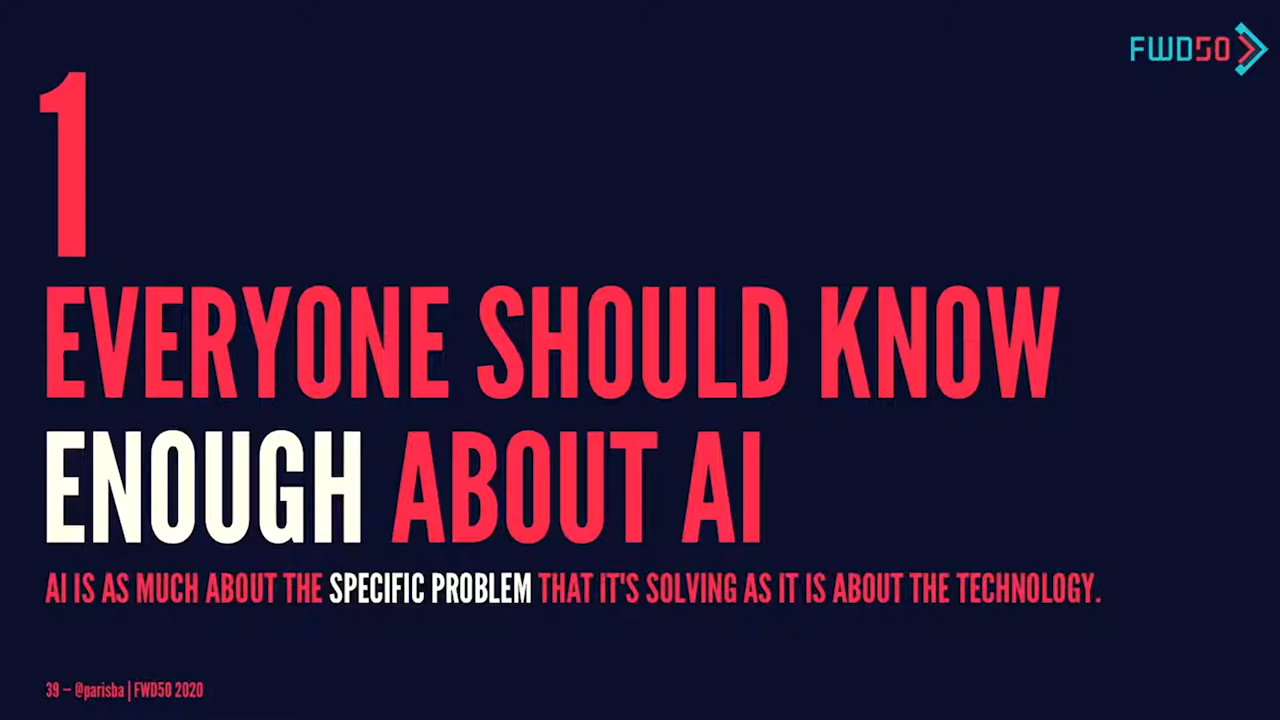 FWD50
1
EVERYONE SHOULD KNOW
ENOUGH ABOUT AI
AI IS AS MUCH ABOUT THE SPECIFIC PROBLEM THAT IT'S SOLVING AS IT IS ABOUT THE TECHNOLOGY.
39 — @parisba | FWD50 2020